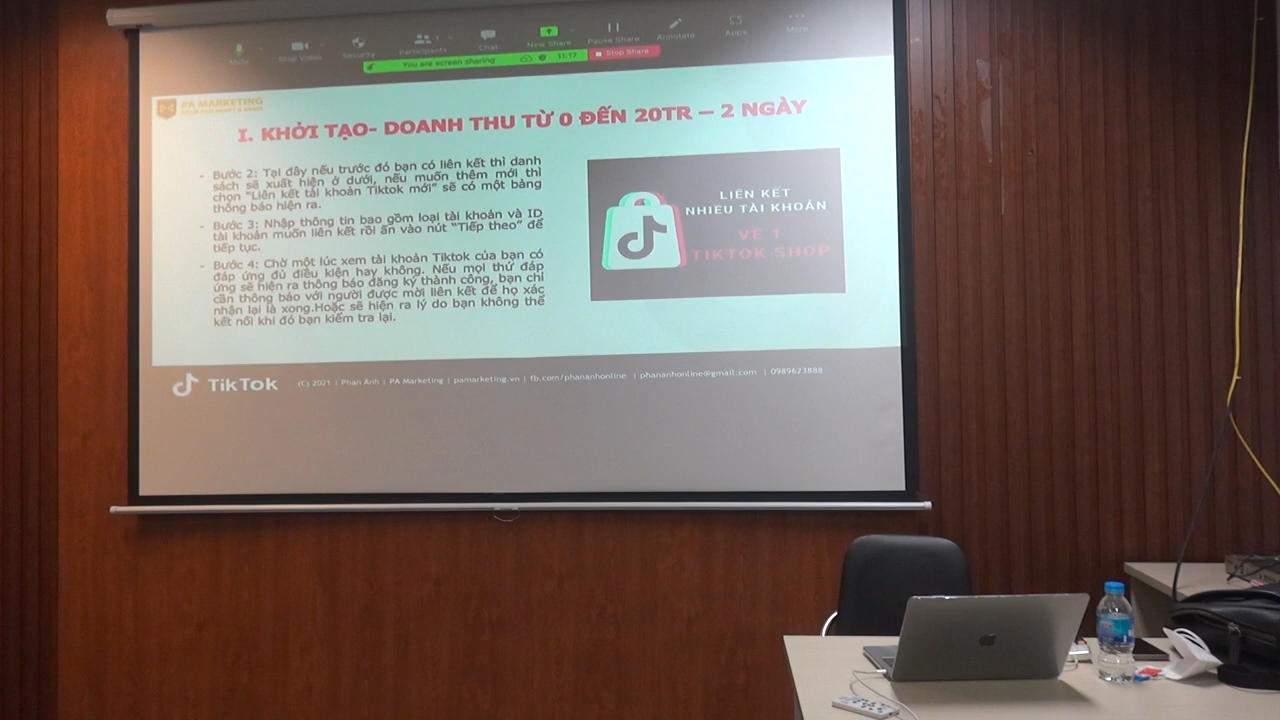 Mute
Stop Video
Security
Participants
Chat
New Share
Pause Share
Annotate
Apps
More
You are screen sharing
11:17
Stop Share
PA MARKETING
I. KHỞI TẠO- DOANH THU TỪ 0 ĐẾN 20TR – 2 NGÀY
- Bước 2: Tại đây nếu trước đó bạn có liên kết thì danh
sách sẽ xuất hiện ở dưới, nếu muốn thêm mới thì
chọn "Liên kết tài khoản Tiktok mới" sẽ có một bảng
thông báo hiện ra.
- Bước 3: Nhập thông tin bao gồm loại tài khoản và ID
tài khoản muốn liên kết rồi ấn vào nút "Tiếp theo" để
tiếp tục.
- Bước 4: Chờ một lúc xem tài khoản Tiktok của bạn có
đáp ứng đủ điều kiện hay không. Nếu mọi thứ đáp
ứng sẽ hiện ra thông báo đăng ký thành công, bạn chỉ
cần thông báo với người được mời liên kết để họ xác
nhận lại là xong.Hoặc sẽ hiện ra lý do bạn không thể
kết nối khi đó bạn kiểm tra lại.
LIÊN KẾT
NHIỀU TÀI KHOẢN
VỀ 1
TIKTOK SHOP
TikTok
(C) 2021 | Phan Anh | PA Marketing | pamarketing.vn | fb.com/phananhonline | phananhonline@gmail.com | 0989623888